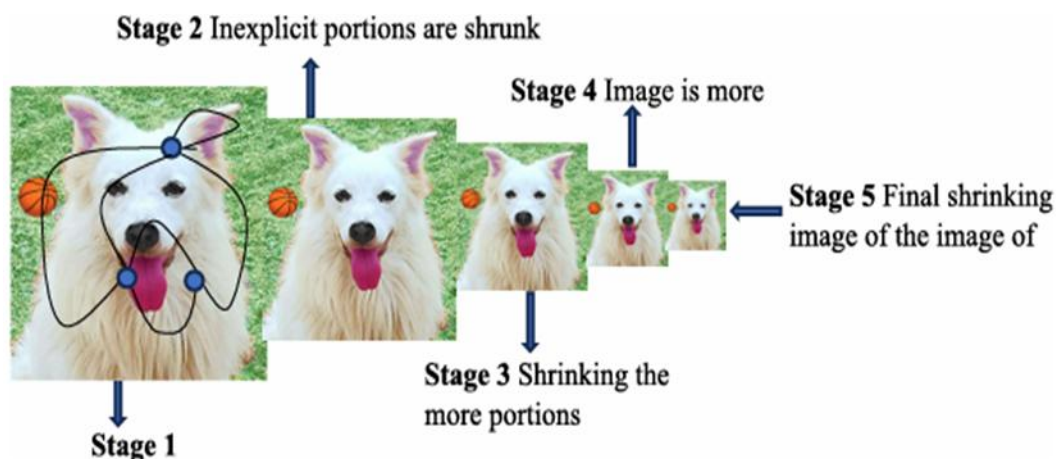 Stage 2 Inexplicit portions are shrunk
Stage 4 Image is more
Stage 5 Final shrinking
image of the image of
Stage 3 Shrinking the
more portions
Stage 1